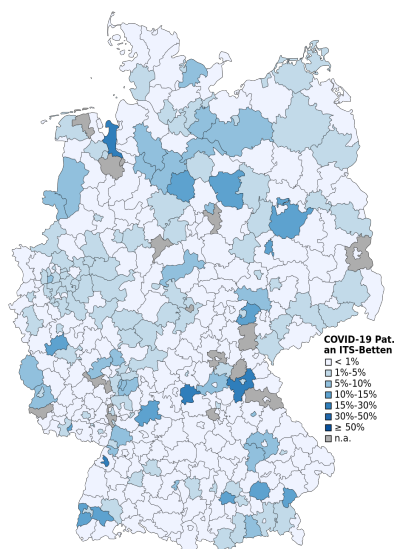 COVID-19 Pat.
an ITS-Betten
< 1%
1%-5%
5%-10%
10%-15%
15%-30%
30%-50%
≥ 50%
n.a.